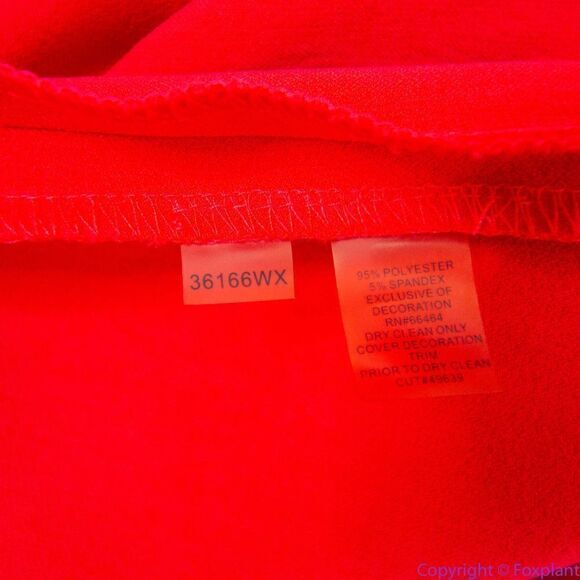 36166WX
95% POLYESTER
5% SPANDEX
EXCLUSIVE OF
DECORATION
RN#66464
DRY CLEAN ONLY
COVER DECORATION
TRIM
PRIOR TO DRY CLEAN
CUT#49639
Copyright © Foxplant